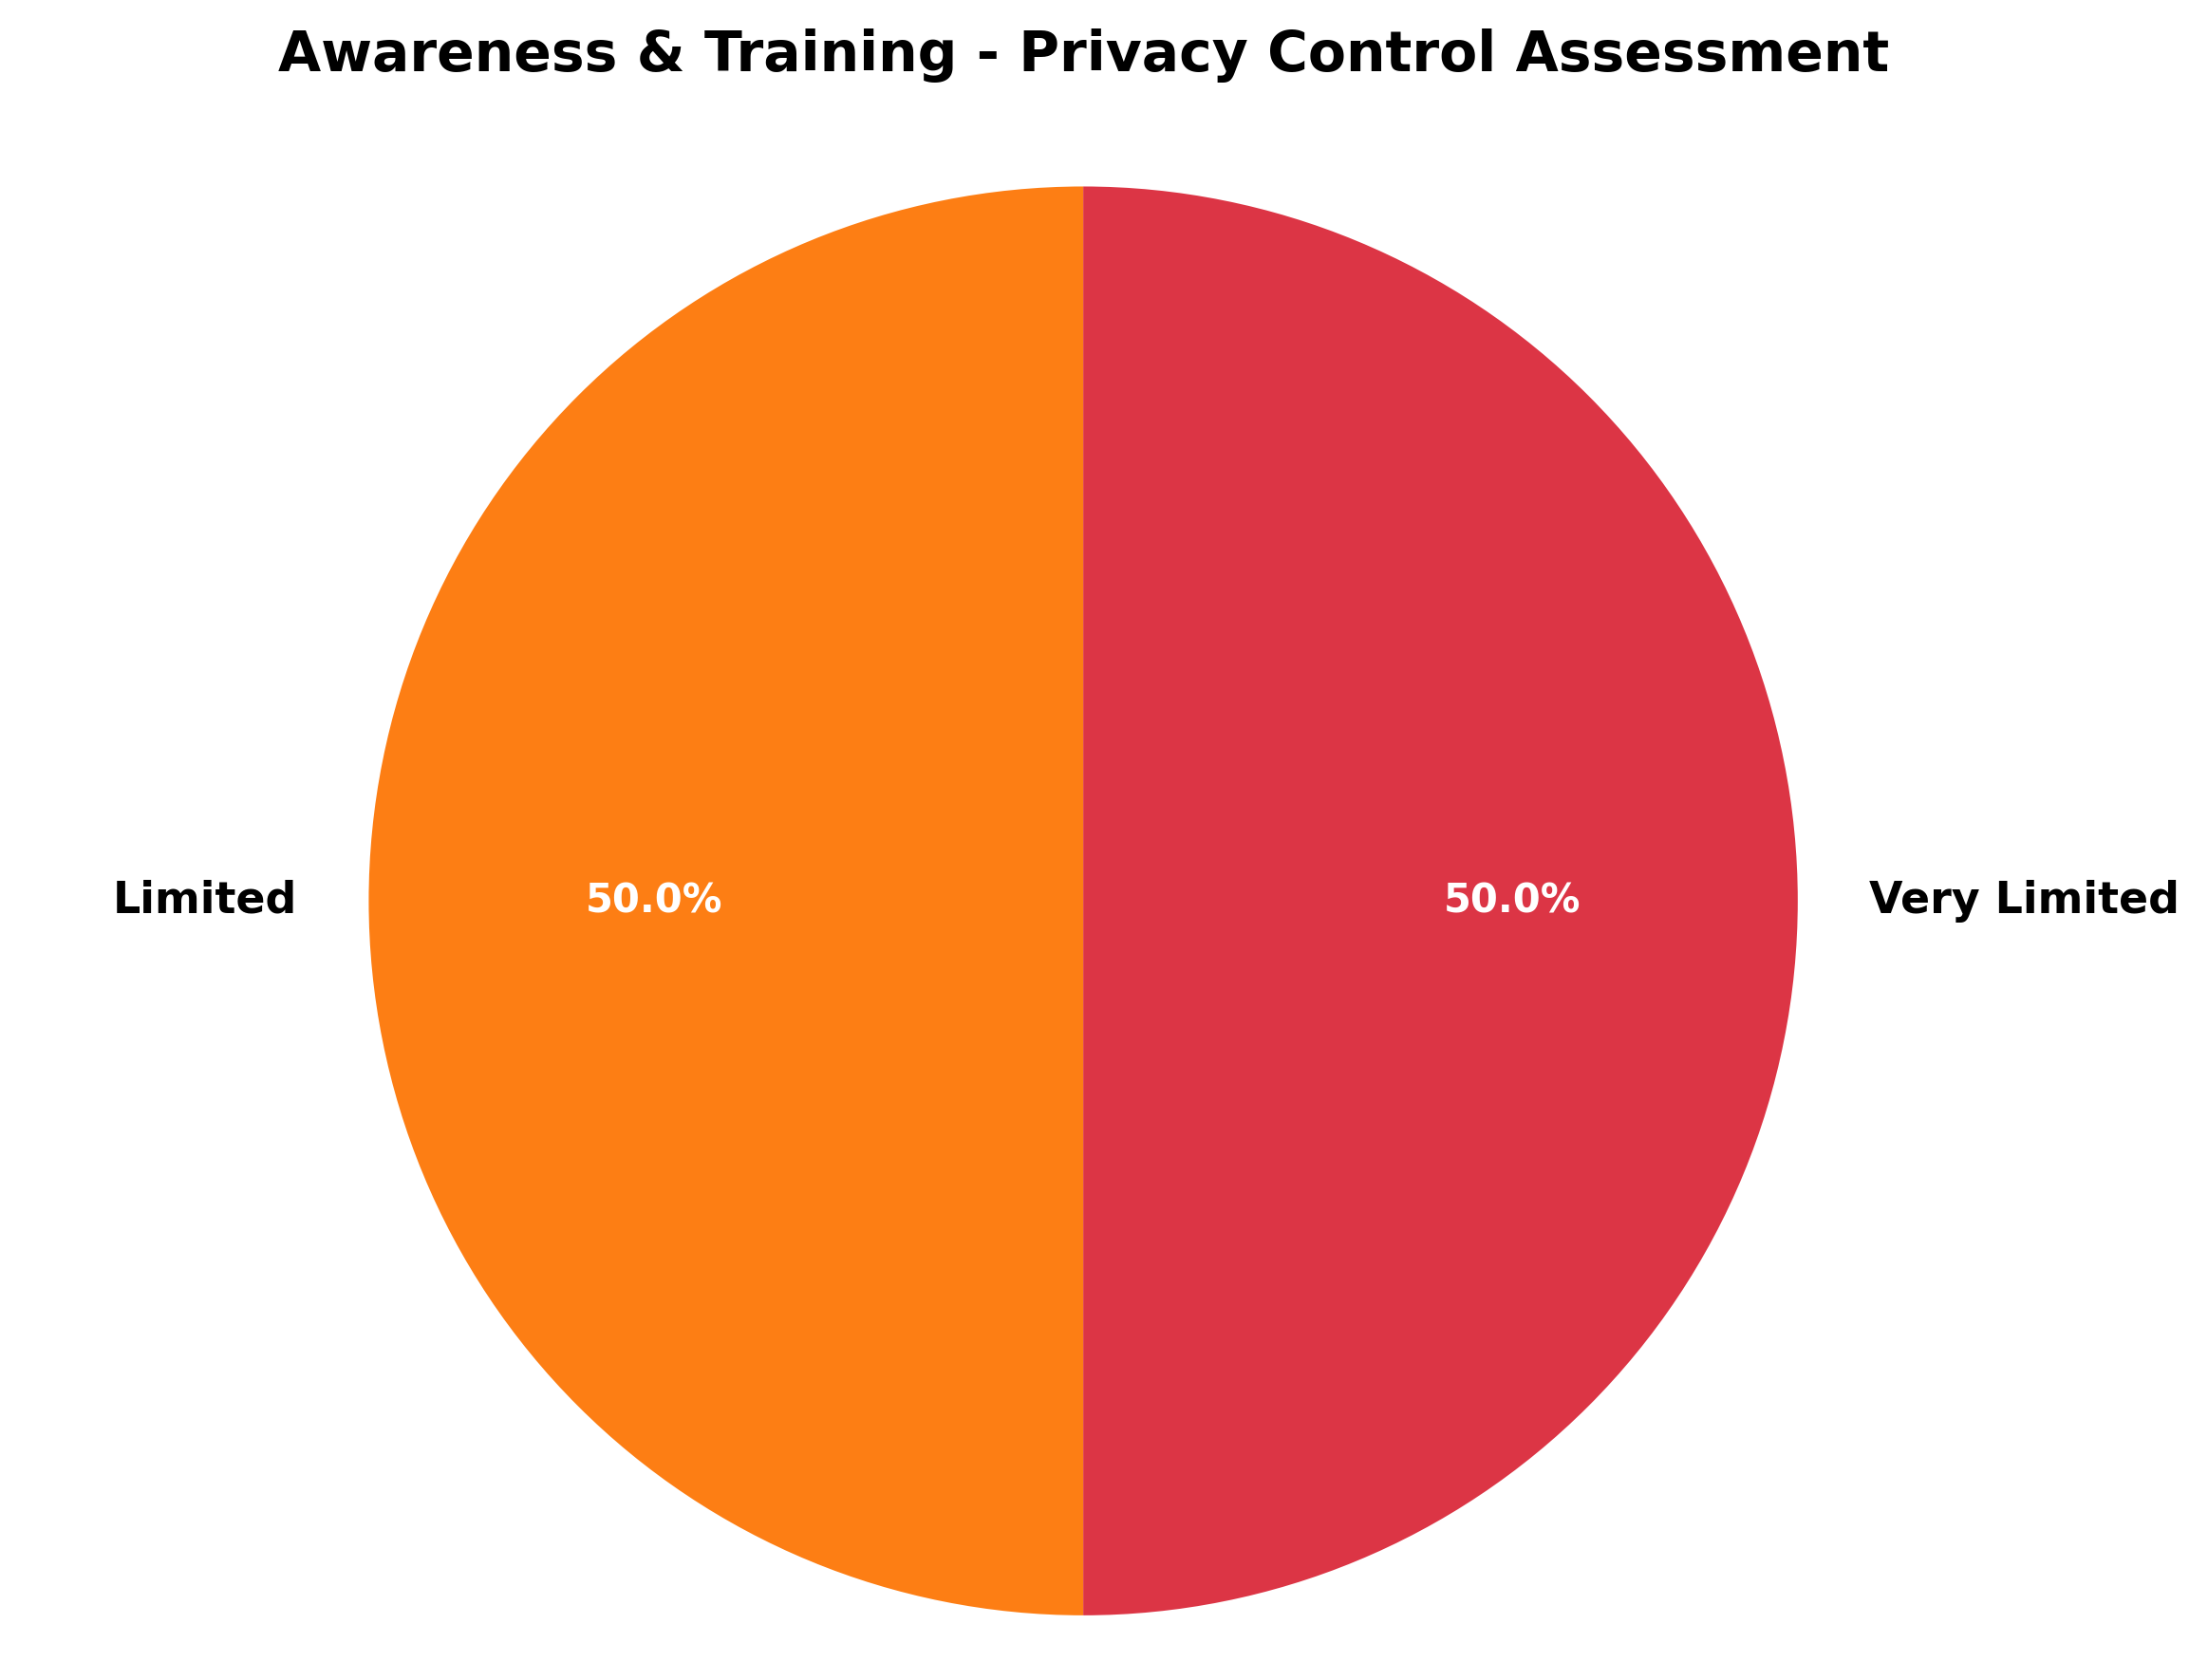 Awareness & Training - Privacy Control Assessment
Limited
50.0%
50.0%
Very Limited